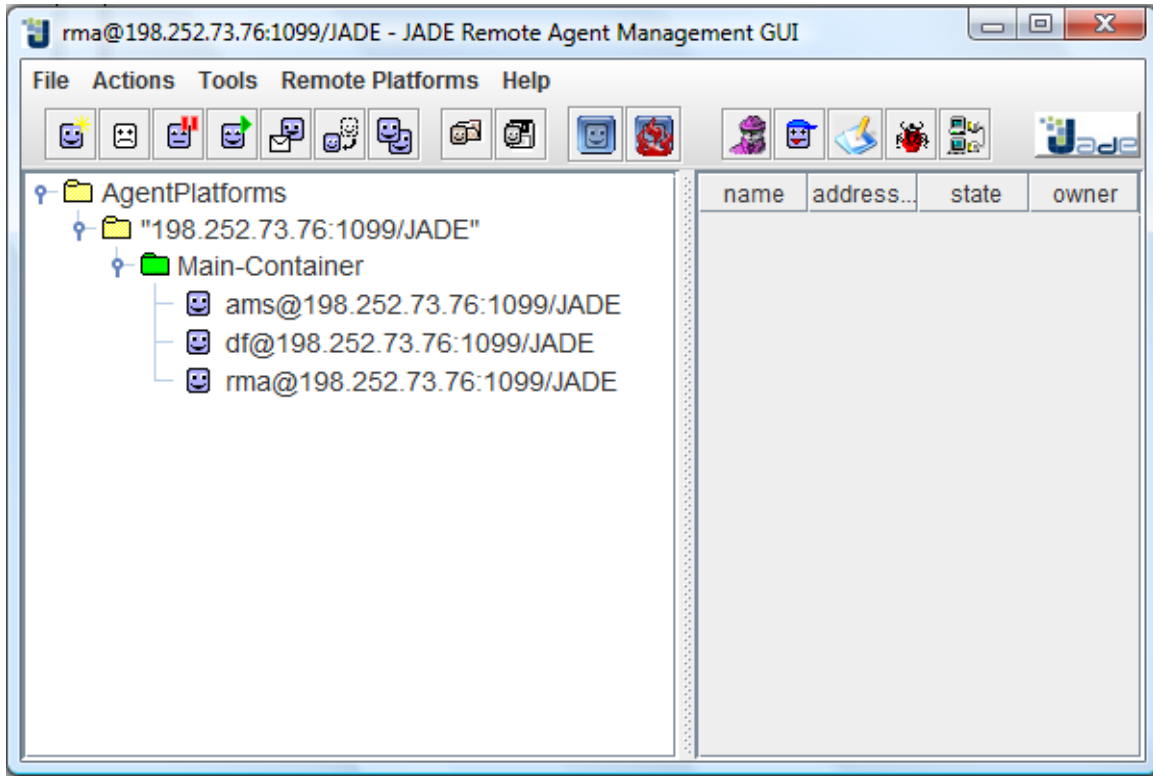 rma@198.252.73.76:1099/JADE - JADE Remote Agent Management GUI
File Actions Tools Remote Platforms Help
Jade
AgentPlatforms
name address... state owner
"198.252.73.76:1099/JADE"
Main-Container
ams@198.252.73.76:1099/JADE
df@198.252.73.76:1099/JADE
rma@198.252.73.76:1099/JADE